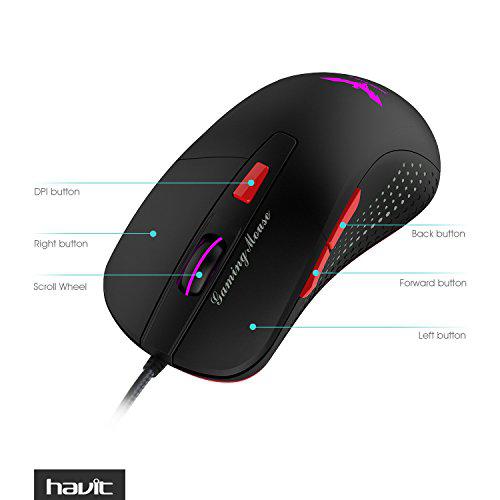 DPI button
Right button
Scroll Wheel
Gaming Mouse
Back button
Forward button
Left button
havit